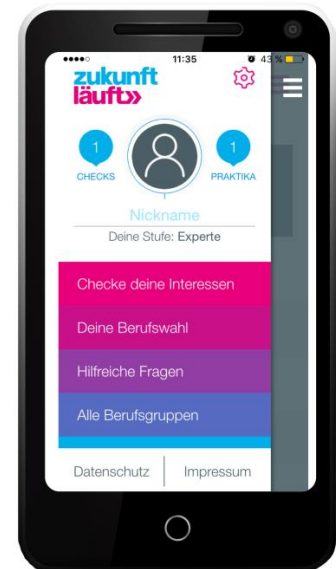 11:35
43 %
zukunft
läuft»
1
1
CHECKS
PRAKTIKA
Nickname
Deine Stufe: Experte
Checke deine Interessen
Deine Berufswahl
Hilfreiche Fragen
Alle Berufsgruppen
Datenschutz
Impressum